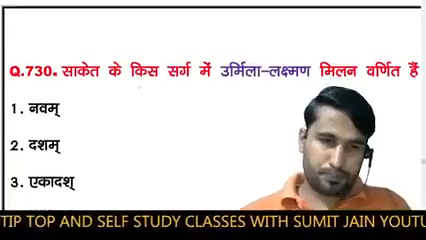 Q.730. साकेत के किस सर्ग में उर्मिला–लक्ष्मण मिलन वर्णित हैं
1. नवम्
2. दशम्
3. एकादश्
TIP TOP AND SELF STUDY CLASSES WITH SUMIT JAIN YOUTU